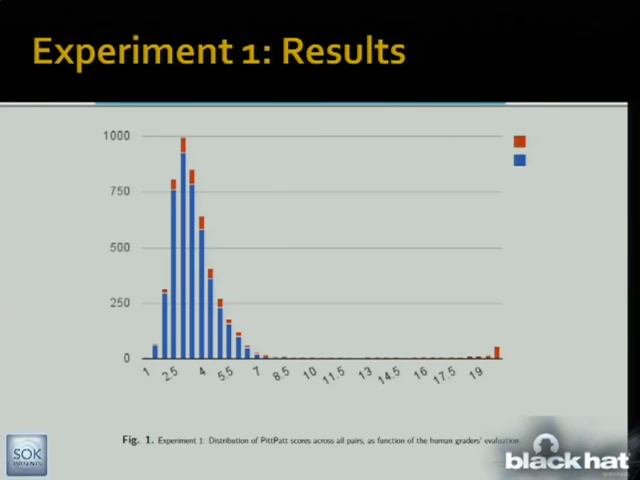 Experiment 1: Results
1000
750
500
250
0
1 2.5 4 5.5 7 8.5 10 11.5 13 14.5 16 17.5 19
Fig. 1. Experiment 1: Distribution of PittPatt scores across all pairs, as function of the human graders' evaluation.
SOK
black hat